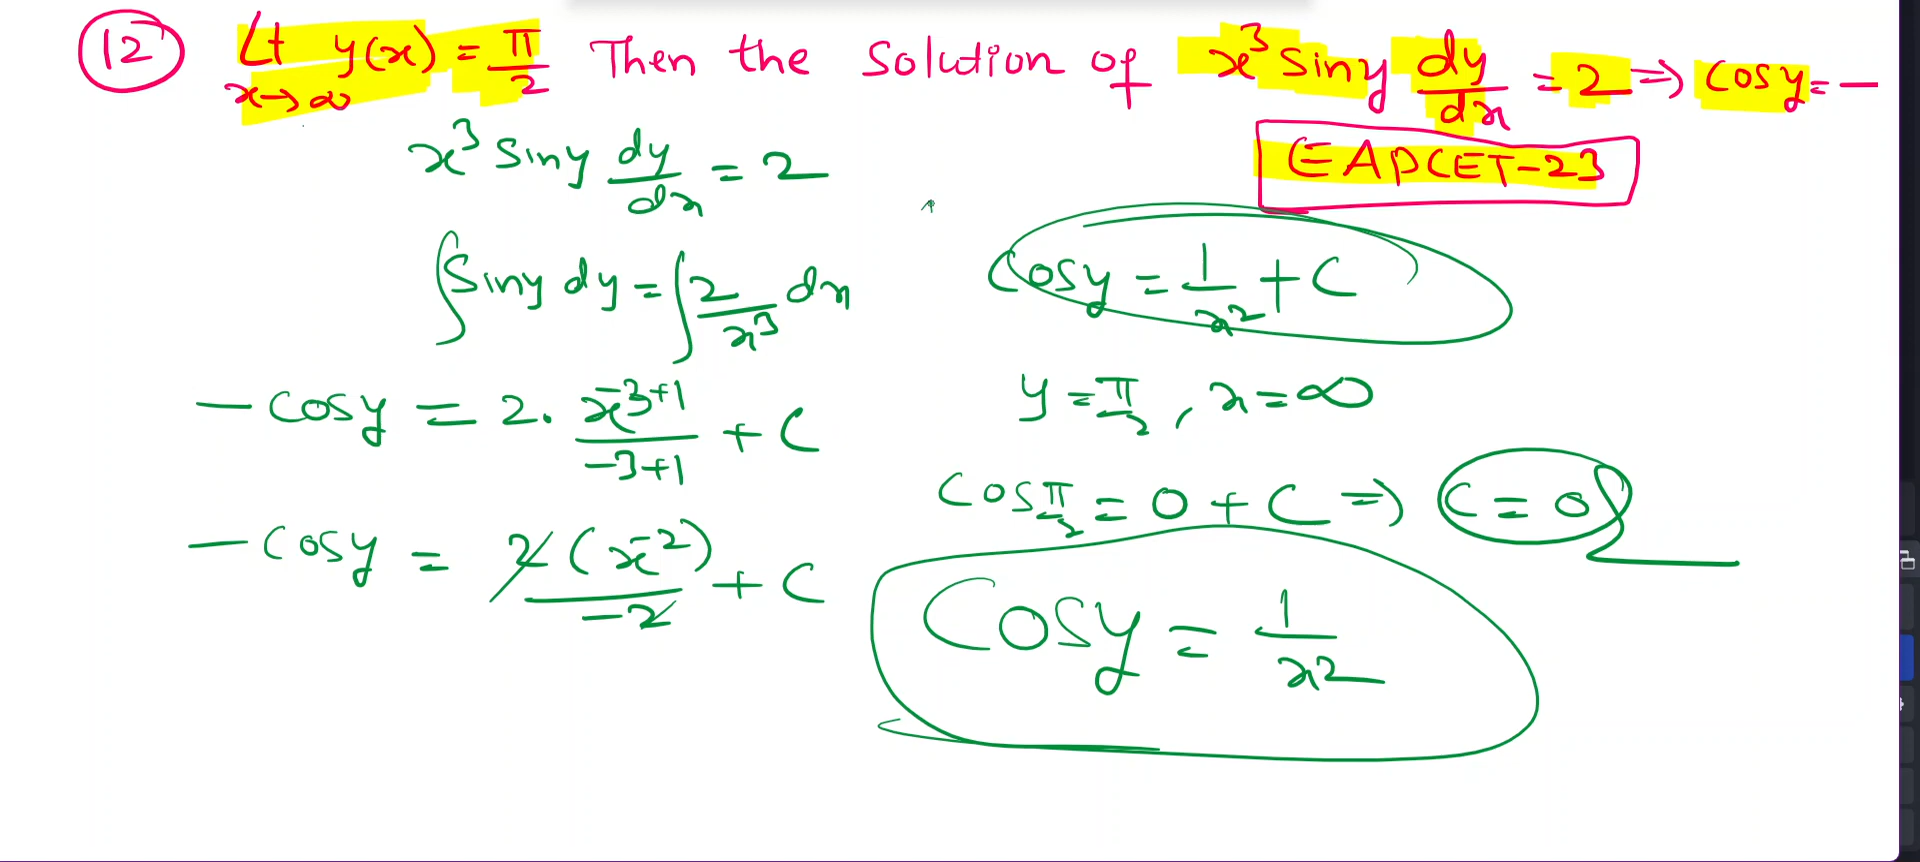 12 Lt x→∞ y(x) = π/2 Then the Solution of x³ Siny dy/dx = 2 ⇒ Cosy = —
EAPCET-23
x³ Siny dy/dx = 2
∫Siny dy = ∫2/x³ dx
- Cosy = 2. x^(-3+1)/(-3+1) + C
- Cosy = 2(x^-2)/-2 + C
Cosy = 1/x² + C
y = π/2, x = ∞
Cos π/2 = 0 + C ⇒ C = 0
Cosy = 1/x²